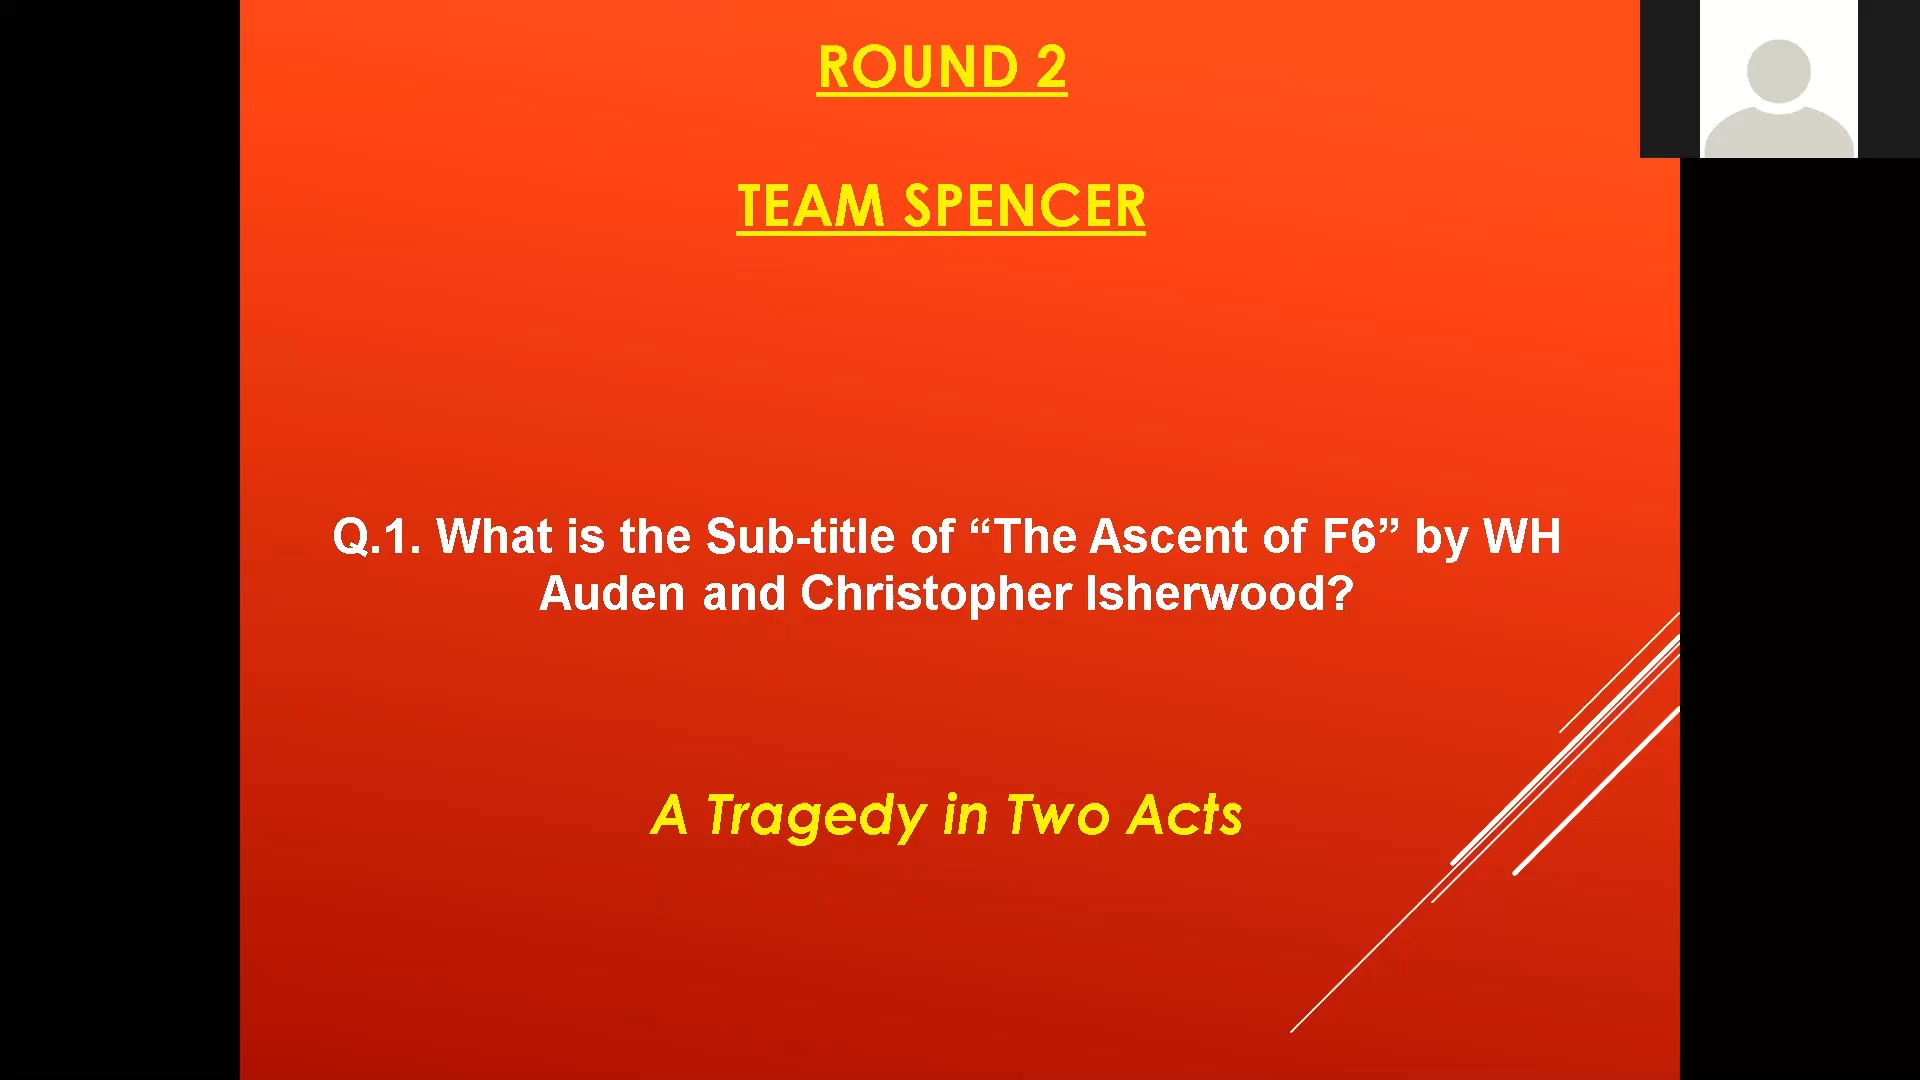 ROUND 2
TEAM SPENCER
Q.1. What is the Sub-title of “The Ascent of F6” by WH
Auden and Christopher Isherwood?
A Tragedy in Two Acts